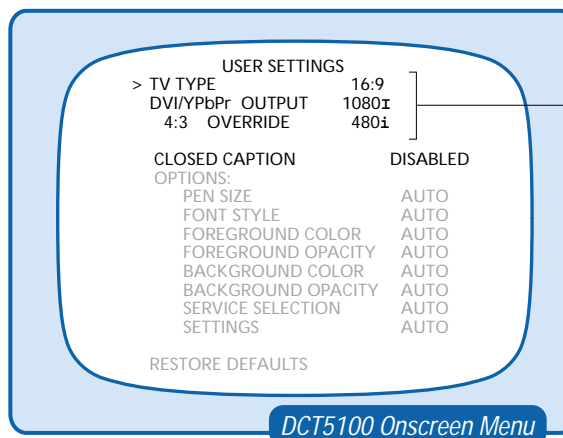 USER SETTINGS
> TV TYPE 16:9
DVI/YPbPr OUTPUT 1080I
4:3 OVERRIDE 480i
CLOSED CAPTION DISABLED
OPTIONS:
PEN SIZE AUTO
FONT STYLE AUTO
FOREGROUND COLOR AUTO
FOREGROUND OPACITY AUTO
BACKGROUND COLOR AUTO
BACKGROUND OPACITY AUTO
SERVICE SELECTION AUTO
SETTINGS AUTO
RESTORE DEFAULTS
DCT5100 Onscreen Menu